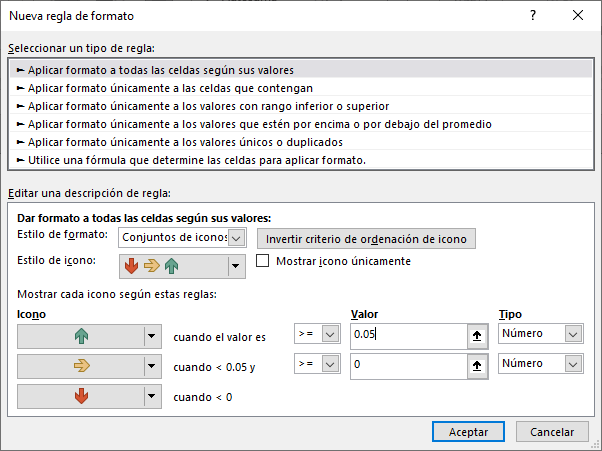 Nueva regla de formato
Seleccionar un tipo de regla:
► Aplicar formato a todas las celdas según sus valores
► Aplicar formato únicamente a las celdas que contengan
► Aplicar formato únicamente a los valores con rango inferior o superior
► Aplicar formato únicamente a los valores que estén por encima o por debajo del promedio
► Aplicar formato únicamente a los valores únicos o duplicados
► Utilice una fórmula que determine las celdas para aplicar formato.
Editar una descripción de regla:
Dar formato a todas las celdas según sus valores:
Estilo de formato: Conjuntos de iconos Invertir criterio de ordenación de icono
Estilo de icono: Mostrar icono únicamente
Mostrar cada icono según estas reglas:
Icono Valor Tipo
cuando el valor es >= 0.05 Número
cuando < 0.05 y >= 0 Número
cuando < 0
Aceptar Cancelar